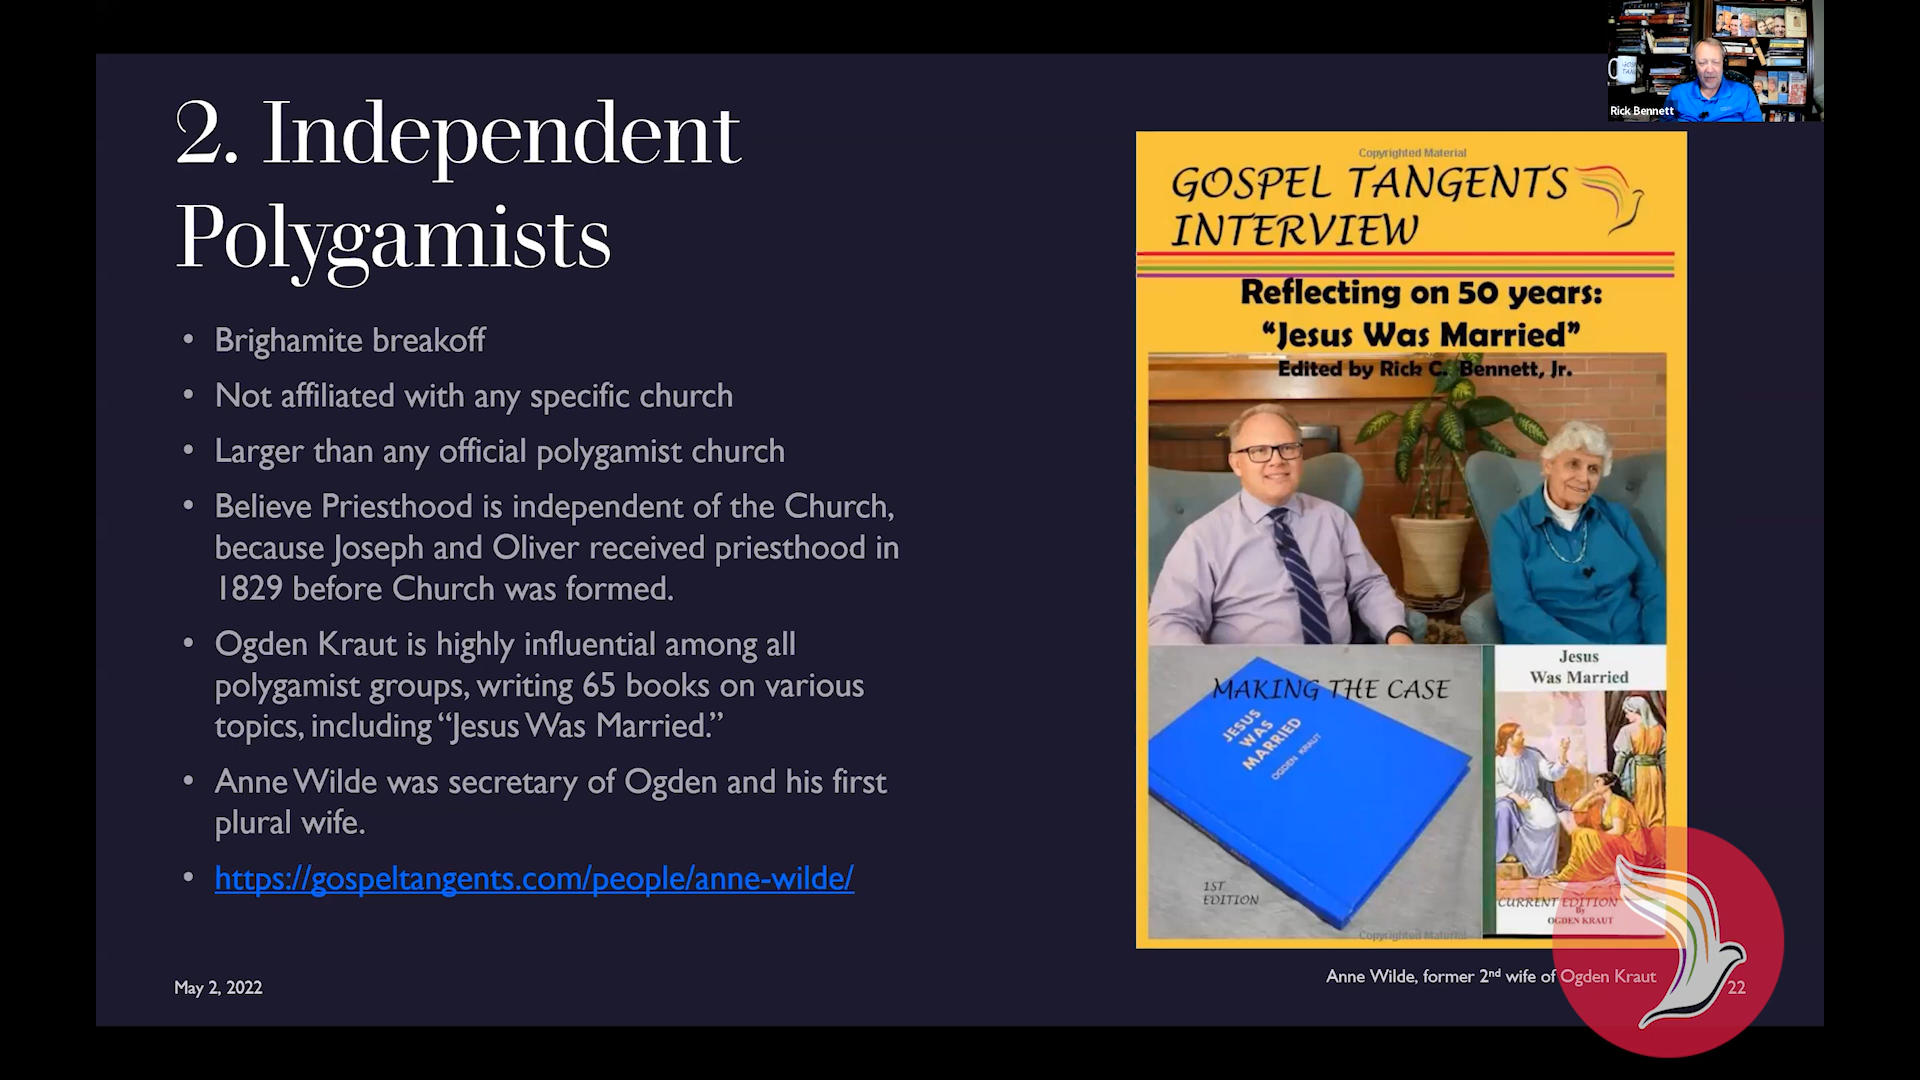 Rick Bennett
2. Independent
Polygamists
• Brighamite breakoff
• Not affiliated with any specific church
• Larger than any official polygamist church
• Believe Priesthood is independent of the Church,
because Joseph and Oliver received priesthood in
1829 before Church was formed.
• Ogden Kraut is highly influential among all
polygamist groups, writing 65 books on various
topics, including “Jesus Was Married.”
• Anne Wilde was secretary of Ogden and his first
plural wife.
• https://gospeltangents.com/people/anne-wilde/
May 2, 2022
Copyrighted Material
GOSPEL TANGENTS
INTERVIEW
Reflecting on 50 years:
“Jesus Was Married”
Edited by Rick C. Bennett, Jr.
MAKING THE CASE
JESUS
WAS
MARRIED
OGDEN KRAUT
1ST
EDITION
Jesus
Was Married
CURRENT EDITION
By
OGDEN KRAUT
Copyrighted Material
Anne Wilde, former 2nd wife of Ogden Kraut
22